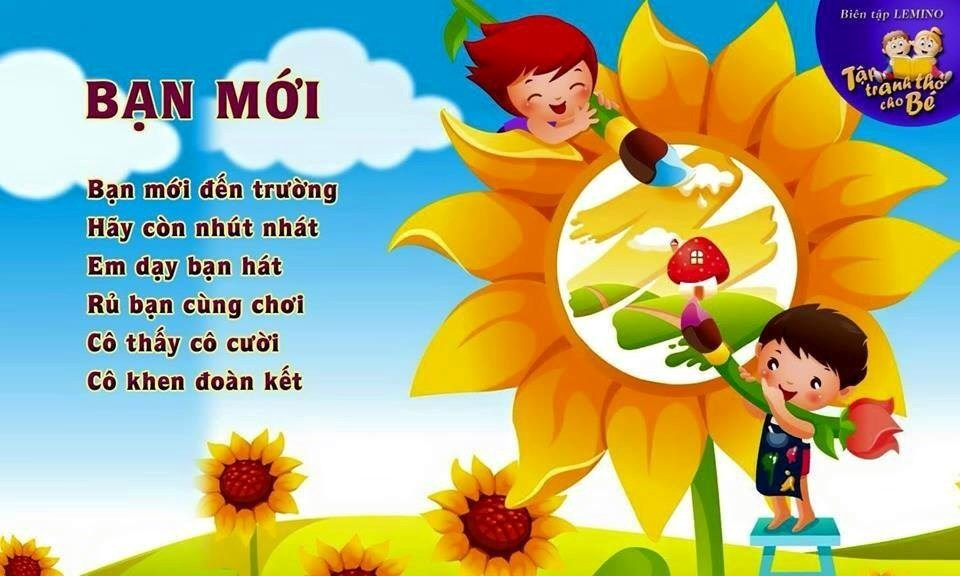 BẠN MỚI
Bạn mới đến trường
Hãy còn nhút nhát
Em dạy bạn hát
Rủ bạn cùng chơi
Cô thấy cô cười
Cô khen đoàn kết
Biên tập LEMINO
Tập
tranh thơ
cho Bé